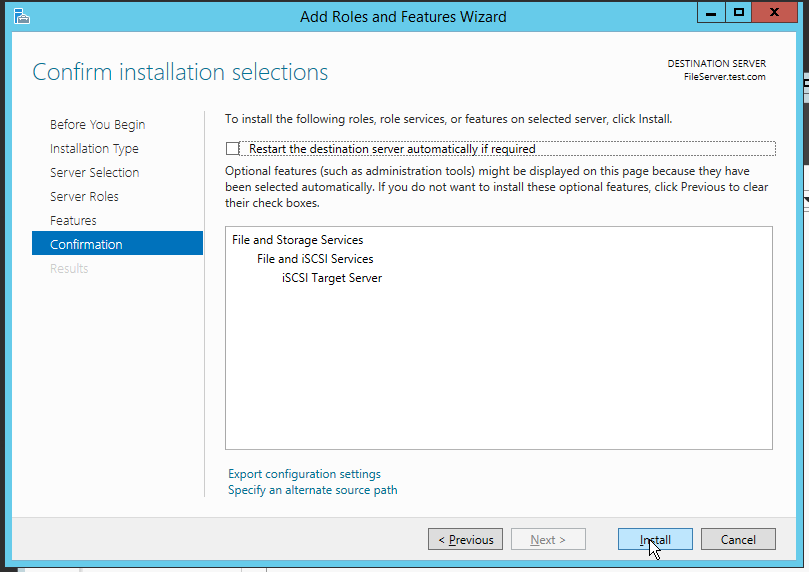 Add Roles and Features Wizard
Confirm installation selections
DESTINATION SERVER
FileServer.test.com
Before You Begin
Installation Type
Server Selection
Server Roles
Features
Confirmation
Results
To install the following roles, role services, or features on selected server, click Install.
Restart the destination server automatically if required
Optional features (such as administration tools) might be displayed on this page because they have
been selected automatically. If you do not want to install these optional features, click Previous to clear
their check boxes.
File and Storage Services
File and iSCSI Services
iSCSI Target Server
Export configuration settings
Specify an alternate source path
< Previous
Next >
Install
Cancel